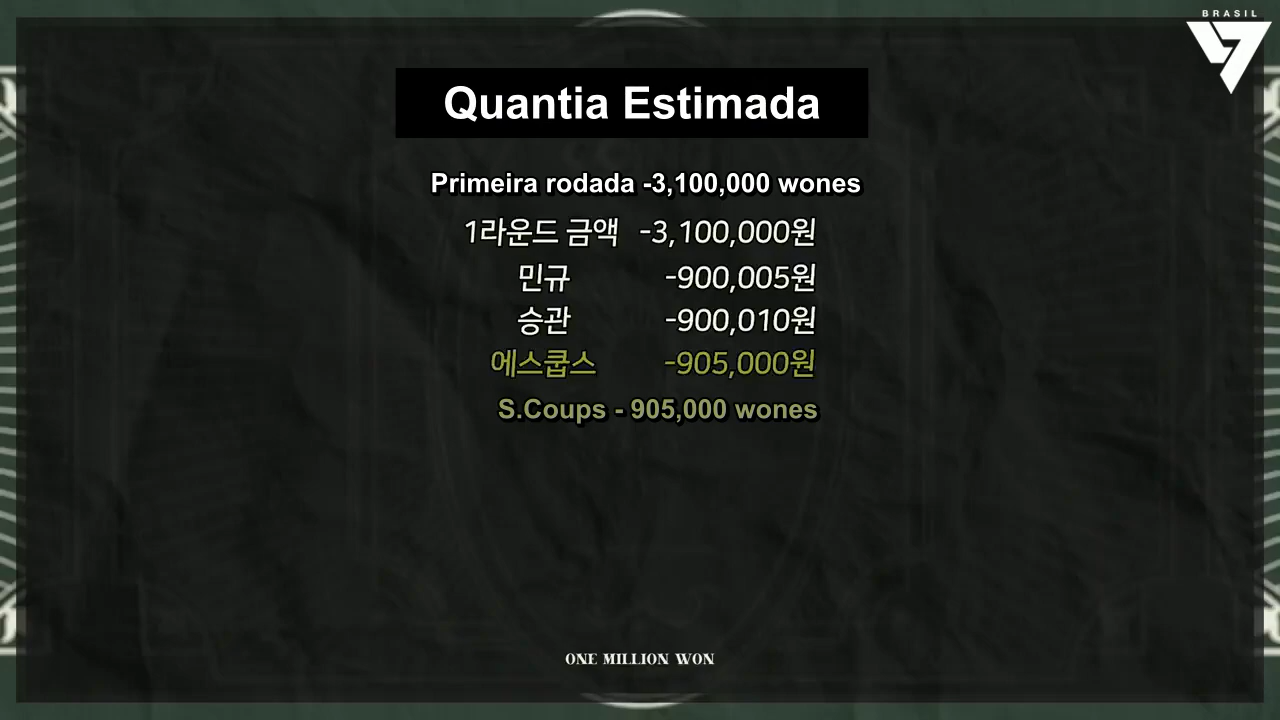 BRASIL
Quantia Estimada
Primeira rodada -3,100,000 wones
1라운드 금액 -3,100,000원
민규 -900,005원
승관 -900,010원
에스쿱스 -905,000원
S.Coups - 905,000 wones
ONE MILLION WON